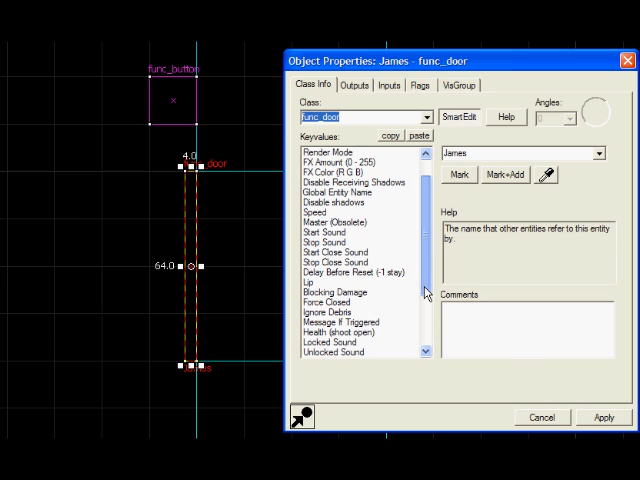 func_button
4.0
door
64.0
Object Properties: James - func_door
Class Info Outputs Inputs Flags VisGroup
Class:
func_door
SmartEdit
Help
Angles:
0
Keyvalues:
copy
paste
James
Mark
Mark+Add
Render Mode
FX Amount (0 - 255)
FX Color (R G B)
Disable Receiving Shadows
Global Entity Name
Disable shadows
Speed
Master (Obsolete)
Start Sound
Stop Sound
Start Close Sound
Stop Close Sound
Delay Before Reset (-1 stay)
Lip
Blocking Damage
Force Closed
Ignore Debris
Message If Triggered
Health (shoot open)
Locked Sound
Unlocked Sound
Help
The name that other entities refer to this entity
by.
Comments
Cancel
Apply